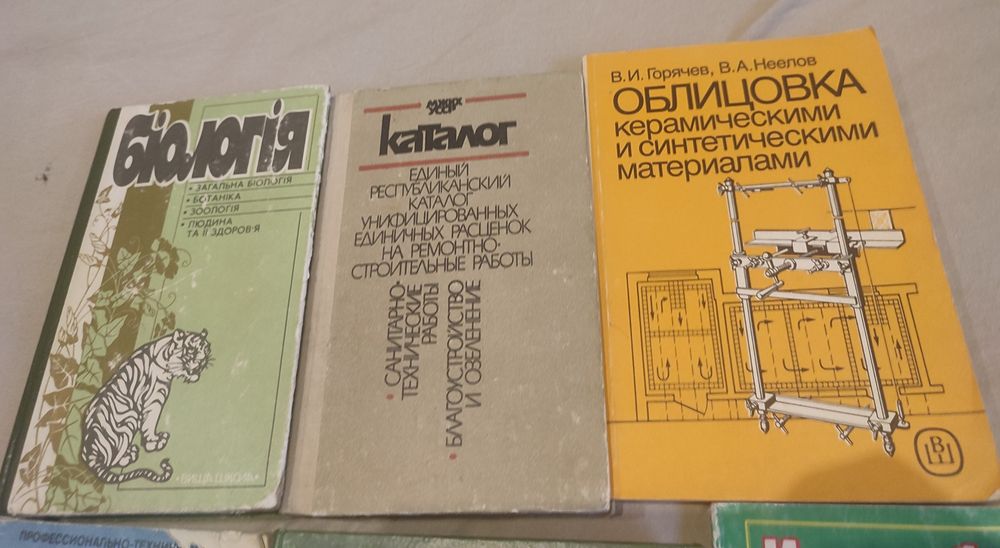 біологія
• ЗАГАЛЬНА БІОЛОГІЯ
• БОТАНІКА
• ЗООЛОГІЯ
• ЛЮДИНА
ТА ЇЇ ЗДОРОВ'Я
•ВИЩА ШКОЛА•
МЖКХ
УССР
каталог
ЕДИНЫЙ
РЕСПУБЛИКАНСКИЙ
КАТАЛОГ
УНИФИЦИРОВАННЫХ
ЕДИНИЧНЫХ РАСЦЕНОК
НА РЕМОНТНО-
СТРОИТЕЛЬНЫЕ РАБОТЫ
• САНИТАРНО-
ТЕХНИЧЕСКИЕ
РАБОТЫ
• БЛАГОУСТРОЙСТВО
И ОЗЕЛЕНЕНИЕ
В.И. Горячев, В.А. Неелов
ОБЛИЦОВКА
керамическими
и синтетическими
материалами
ВШ
ПРОФЕССИОНАЛЬНО-ТЕХНИЧ